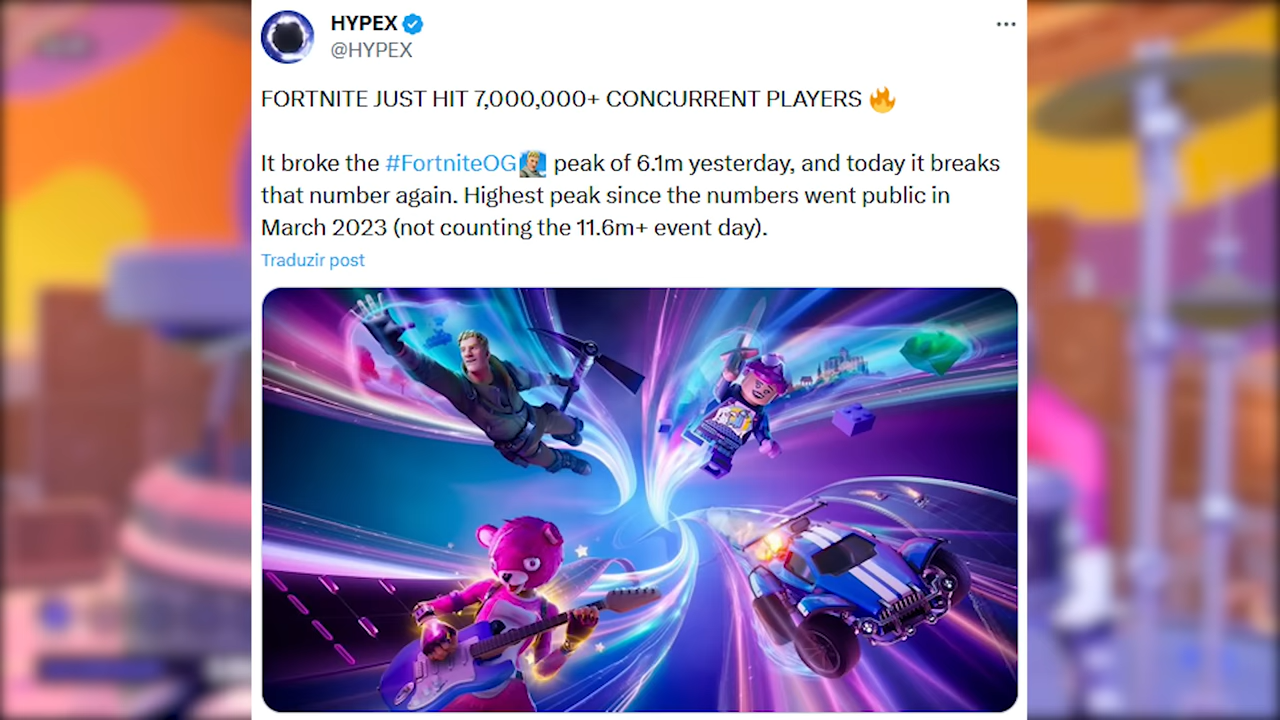 HYPEX
@HYPEX
FORTNITE JUST HIT 7,000,000+ CONCURRENT PLAYERS 🔥
It broke the #FortniteOG peak of 6.1m yesterday, and today it breaks
that number again. Highest peak since the numbers went public in
March 2023 (not counting the 11.6m+ event day).
Traduzir post